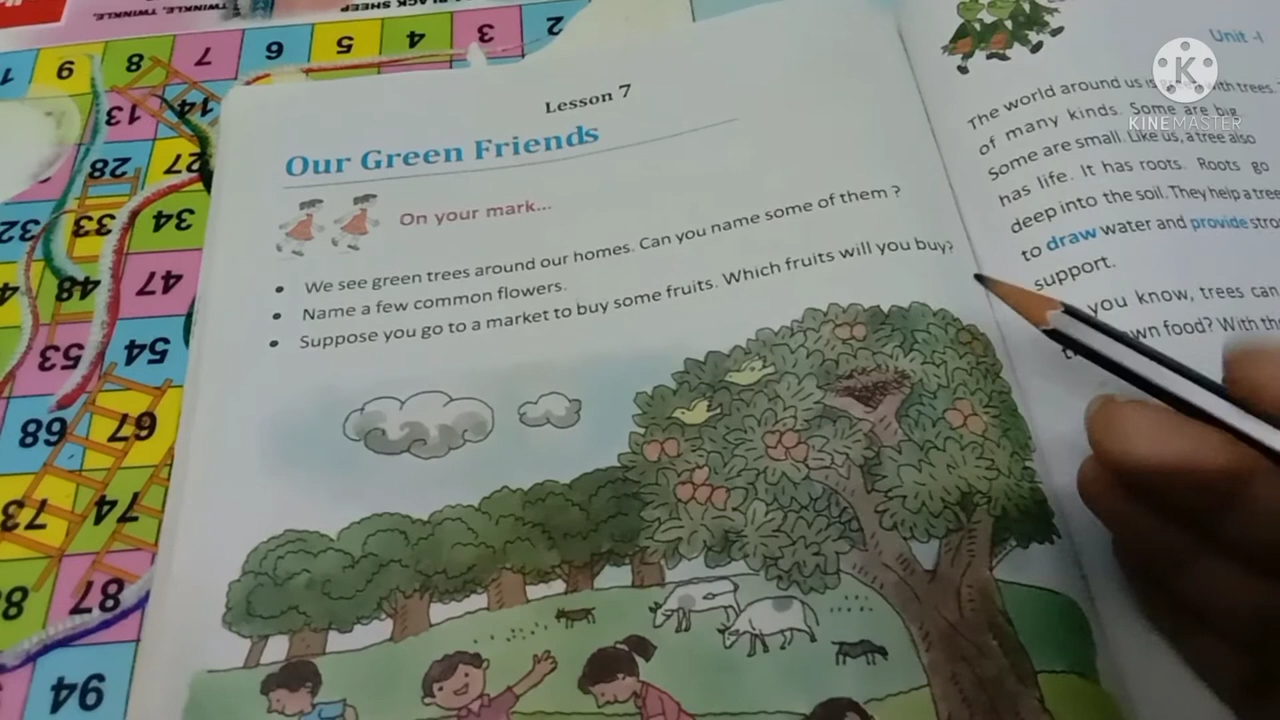 TWINKLE, TWINKLE,
BLACK SHEEP
9
8
7
6
5
4
3
2
13
14
28
27
32
33
34
48
47
53
54
68
67
73
74
87
94
Lesson 7
Our Green Friends
On your mark...
• We see green trees around our homes. Can you name some of them ?
• Name a few common flowers.
• Suppose you go to a market to buy some fruits. Which fruits will you buy?
Unit -I
The world around us is with trees.
of many kinds. Some are big
some are small. Like us, a tree also
has life. It has roots. Roots go
deep into the soil. They help a tree
to draw water and provide
support.
you know, trees can
food? With
K
KINEMASTER